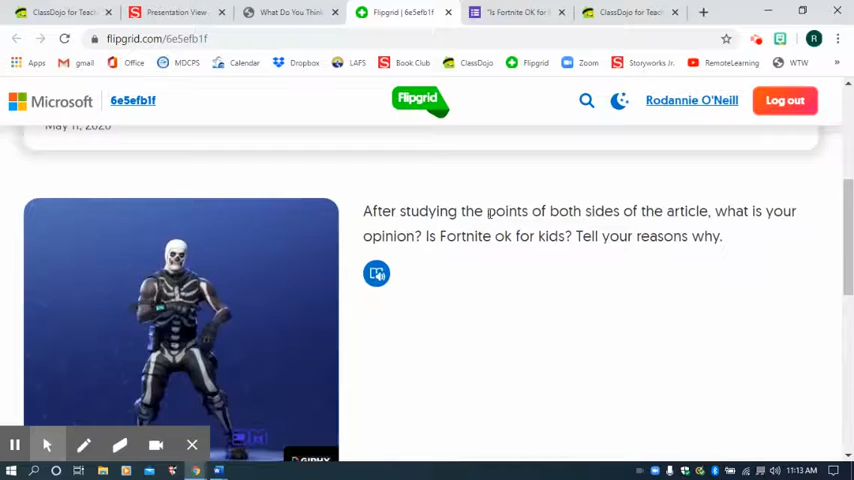 ClassDojo for Teac
Presentation View
What Do You Think
Flipgrid | 6e5efb1f
"Is Fortnite OK for
ClassDojo for Teac
flipgrid.com/6e5efb1f
R
Apps
gmail
Office
MDCPS
Calendar
Dropbox
LAFS
Book Club
ClassDojo
Flipgrid
Zoom
Storyworks Jr.
RemoteLearning
WTW
Microsoft
6e5efb1f
Flipgrid
Rodannie O'Neill
Log out
May 11, 2020
After studying the points of both sides of the article, what is your
opinion? Is Fortnite ok for kids? Tell your reasons why.
GIPHY
11:13 AM